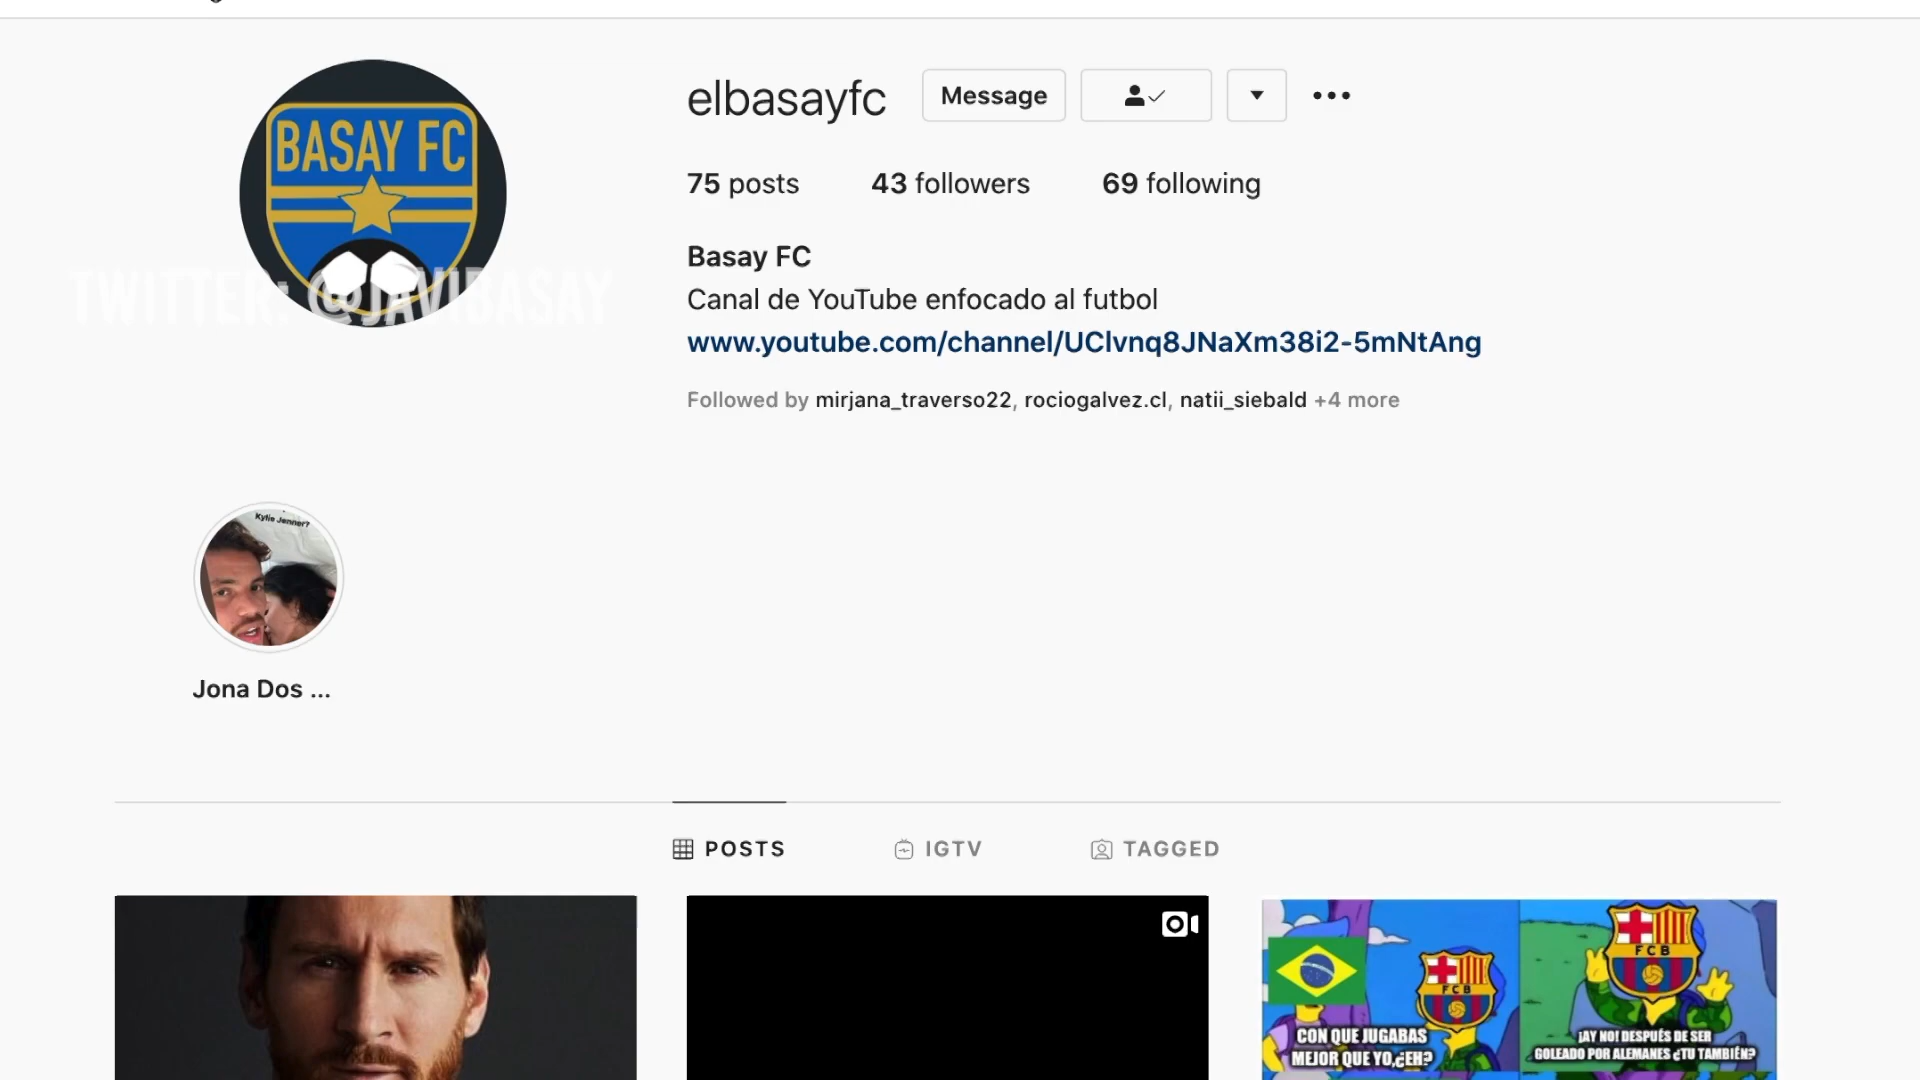 BASAY FC
TWITTER: @JAVIBASAY
elbasayfc
Message
75 posts
43 followers
69 following
Basay FC
Canal de YouTube enfocado al futbol
www.youtube.com/channel/UClvnq8JNaXm38i2-5mNtAng
Followed by mirjana_traverso22, rociogalvez.cl, natii_siebald +4 more
Kylie Jenner?
Jona Dos ...
POSTS
IGTV
TAGGED
FCB
FCB
CON QUE JUGABAS
MEJOR QUE YO,¿EH?
¡AY NO! DESPUÉS DE SER
GOLEADO POR ALEMANES ¿TU TAMBIÉN?